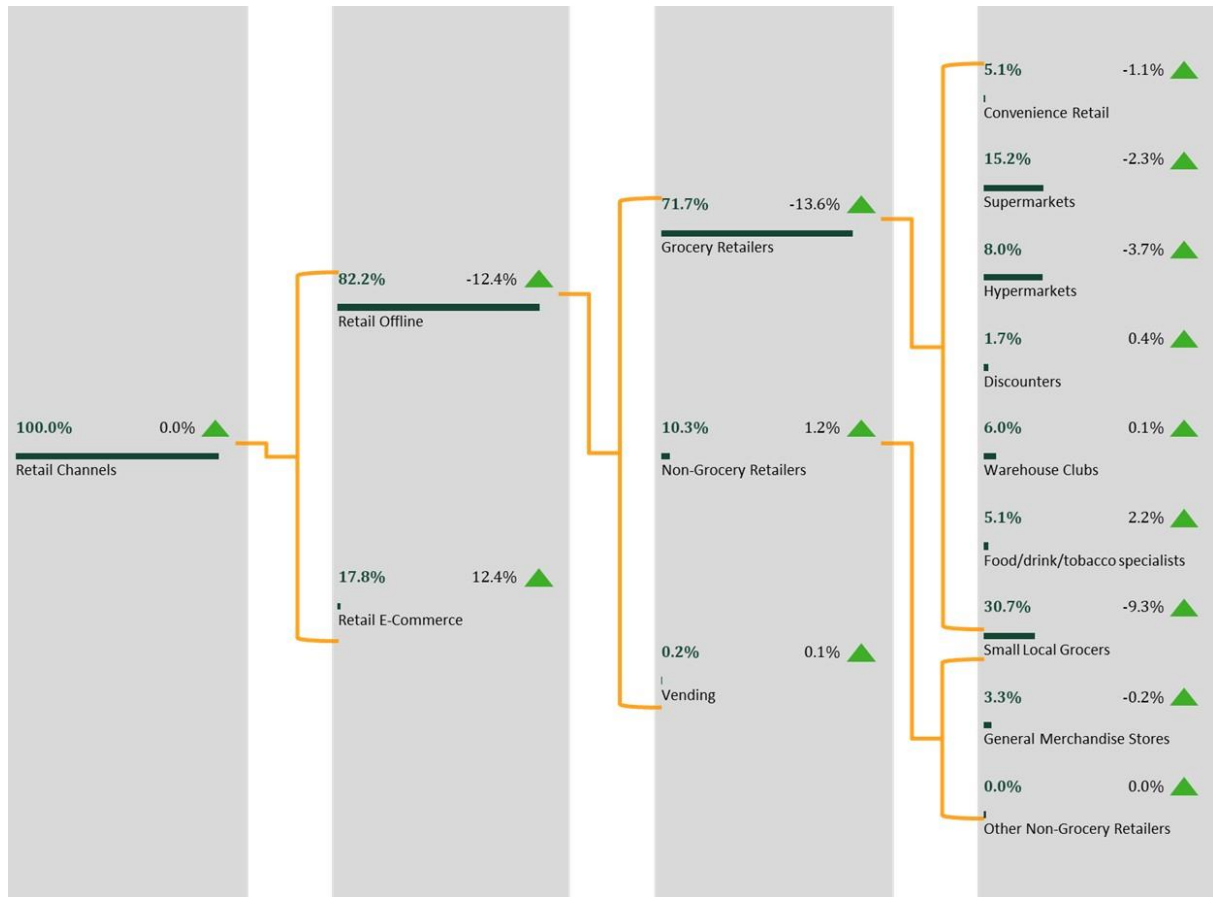 100.0% 0.0%
Retail Channels
82.2% -12.4%
Retail Offline
17.8% 12.4%
Retail E-Commerce
71.7% -13.6%
Grocery Retailers
10.3% 1.2%
Non-Grocery Retailers
0.2% 0.1%
Vending
5.1% -1.1%
Convenience Retail
15.2% -2.3%
Supermarkets
8.0% -3.7%
Hypermarkets
1.7% 0.4%
Discounters
6.0% 0.1%
Warehouse Clubs
5.1% 2.2%
Food/drink/tobacco specialists
30.7% -9.3%
Small Local Grocers
3.3% -0.2%
General Merchandise Stores
0.0% 0.0%
Other Non-Grocery Retailers